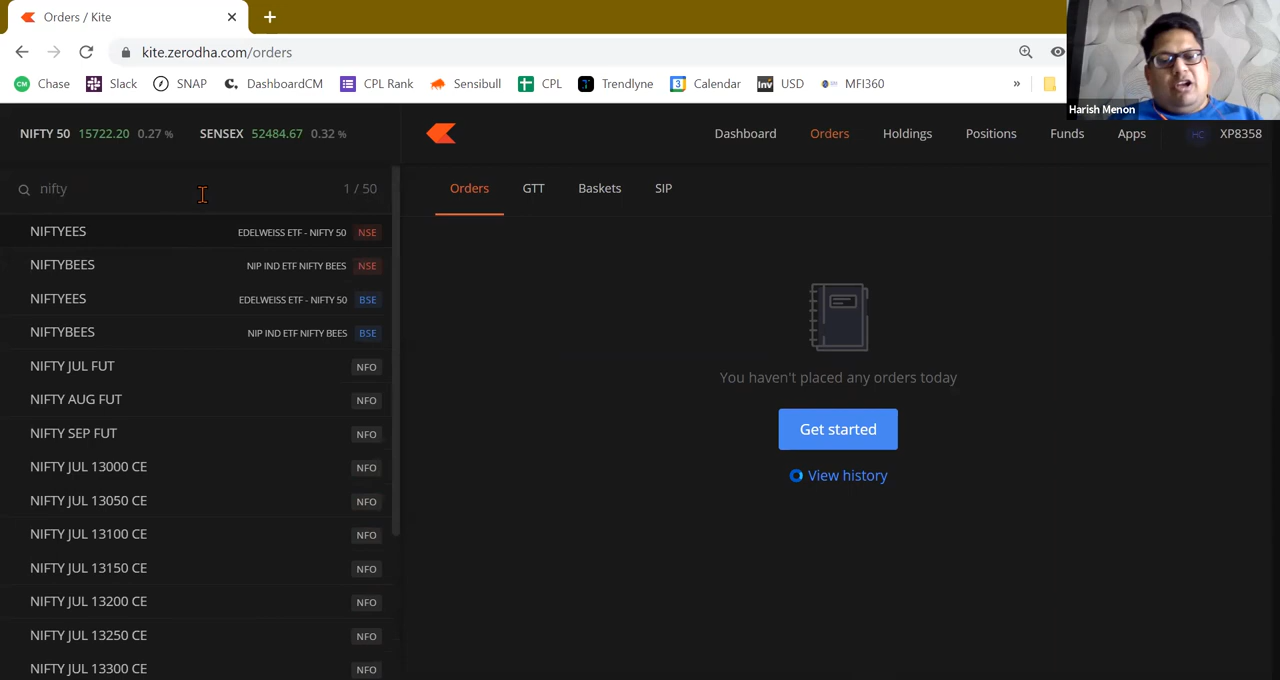 Orders / Kite
kite.zerodha.com/orders
CM Chase Slack SNAP DashboardCM CPL Rank Sensibull CPL Trendlyne 31 Calendar Inv USD MFI360 »
Harish Menon
NIFTY 50 15722.20 0.27 % SENSEX 52484.67 0.32 % Dashboard Orders Holdings Positions Funds Apps HC XP8358
nifty 1 / 50
Orders GTT Baskets SIP
NIFTYEES EDELWEISS ETF - NIFTY 50 NSE
NIFTYBEES NIP IND ETF NIFTY BEES NSE
NIFTYEES EDELWEISS ETF - NIFTY 50 BSE
NIFTYBEES NIP IND ETF NIFTY BEES BSE
NIFTY JUL FUT NFO
NIFTY AUG FUT NFO
NIFTY SEP FUT NFO
NIFTY JUL 13000 CE NFO
NIFTY JUL 13050 CE NFO
NIFTY JUL 13100 CE NFO
NIFTY JUL 13150 CE NFO
NIFTY JUL 13200 CE NFO
NIFTY JUL 13250 CE NFO
NIFTY JUL 13300 CE NFO
You haven't placed any orders today
Get started
View history